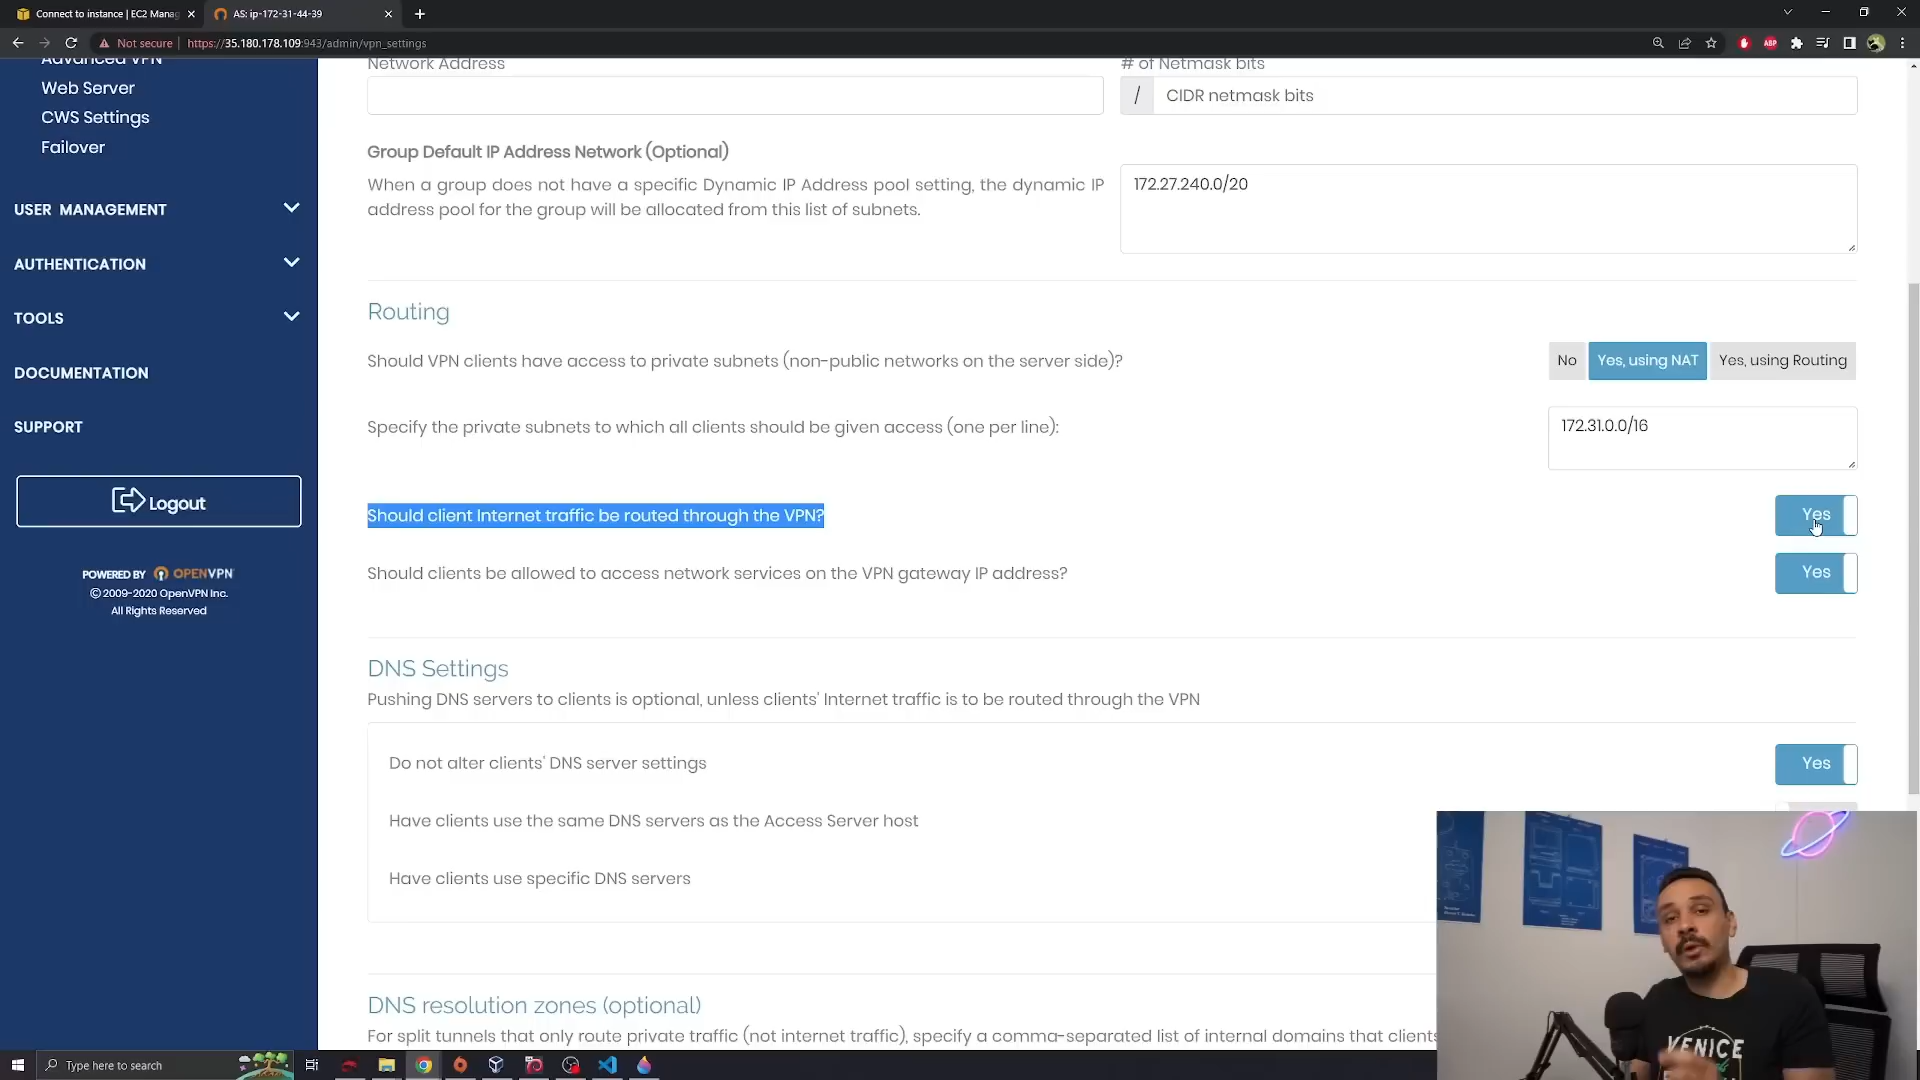 Connect to instance | EC2 Manag
AS: ip-172-31-44-39
Not secure
https://35.180.178.109:943/admin/vpn_settings
ABP
Advanced VPN
Web Server
CWS Settings
Failover
USER MANAGEMENT
AUTHENTICATION
TOOLS
DOCUMENTATION
SUPPORT
Logout
POWERED BY OPENVPN
© 2009-2020 OpenVPN Inc.
All Rights Reserved
Network Address
# of Netmask bits
/ CIDR netmask bits
Group Default IP Address Network (Optional)
When a group does not have a specific Dynamic IP Address pool setting, the dynamic IP
address pool for the group will be allocated from this list of subnets.
172.27.240.0/20
Routing
Should VPN clients have access to private subnets (non-public networks on the server side)?
No Yes, using NAT Yes, using Routing
Specify the private subnets to which all clients should be given access (one per line):
172.31.0.0/16
Should client Internet traffic be routed through the VPN?
Yes
Should clients be allowed to access network services on the VPN gateway IP address?
Yes
DNS Settings
Pushing DNS servers to clients is optional, unless clients' Internet traffic is to be routed through the VPN
Do not alter clients' DNS server settings
Yes
Have clients use the same DNS servers as the Access Server host
Have clients use specific DNS servers
DNS resolution zones (optional)
For split tunnels that only route private traffic (not internet traffic), specify a comma-separated list of internal domains that clients
VENICE
Type here to search